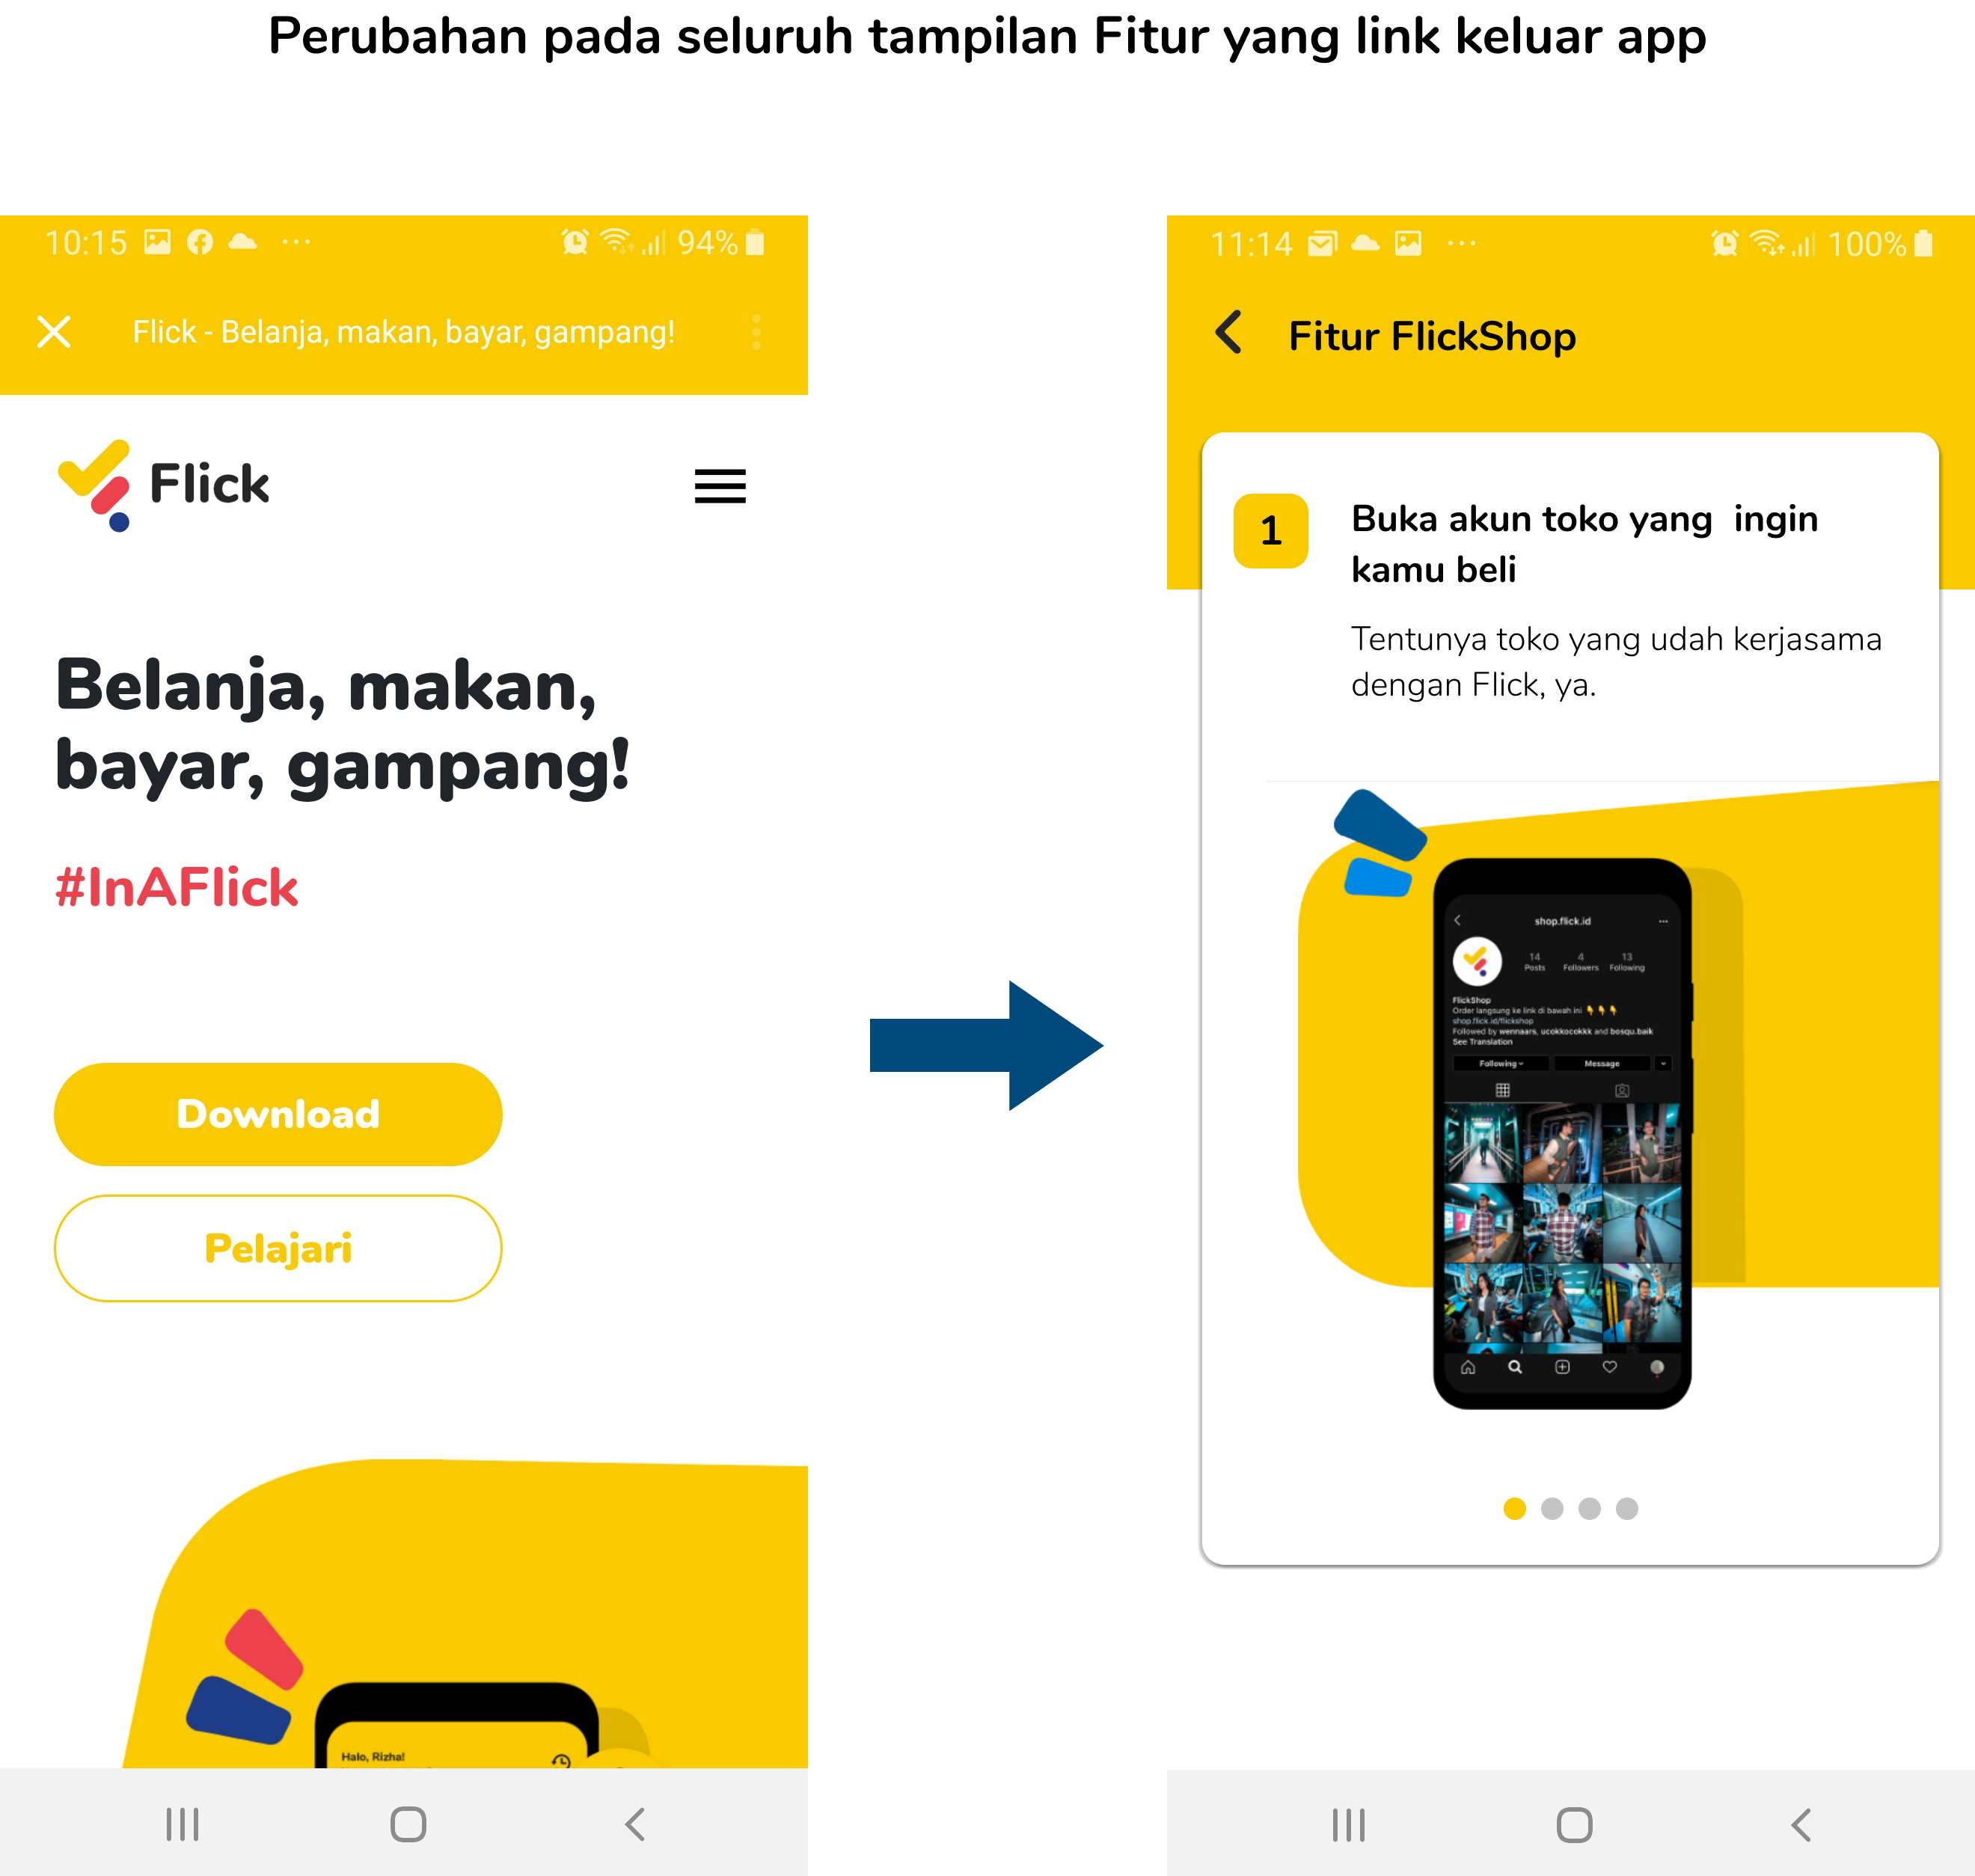 Perubahan pada seluruh tampilan Fitur yang link keluar app
10:15
94%
Flick - Belanja, makan, bayar, gampang!
Flick
Belanja, makan,
bayar, gampang!
#InAFlick
Download
Pelajari
Halo, Rizha!
11:14
100%
Fitur FlickShop
1
Buka akun toko yang ingin
kamu beli
Tentunya toko yang udah kerjasama
dengan Flick, ya.
shop.flick.id
14 4 13
Posts Followers Following
FlickShop
Order langsung ke link di bawah ini 👇👇👇
shop.flick.id/flickshop
Followed by wennaars, ucokkocokkk and bosqu.baik
See Translation
Following
Message